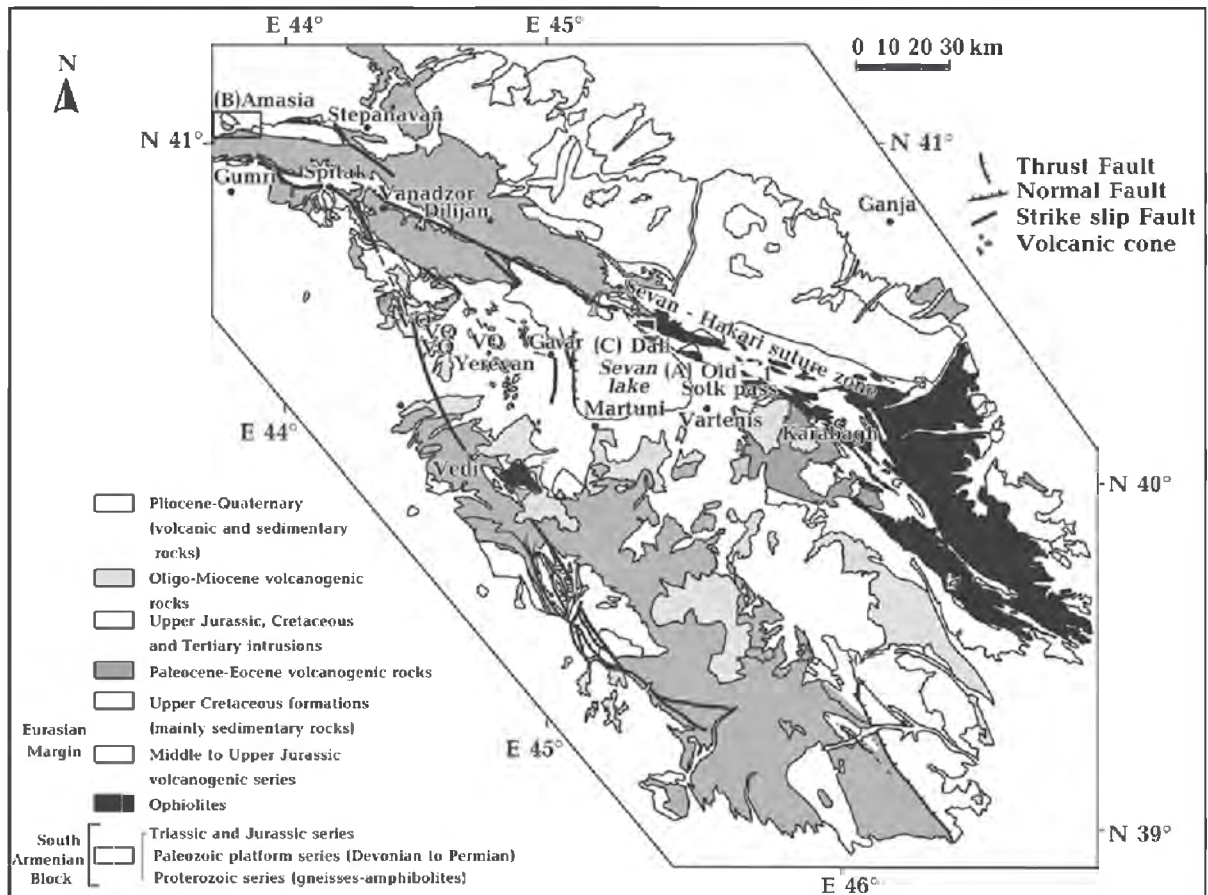 E 44°
E 45°
0 10 20 30 km
N
(B)Amasia
Stepanavan
N 41°
N 41°
Thrust Fault
Normal Fault
Strike slip Fault
Volcanic cone
Gumri
Spitak
Vanadzor
Dilijan
Ganja
Sevan - Hakari suture zone
VQ
VQ
VQ
VQ
Gavar
(C) Dali
Yerevan
Sevan
lake
(A) Old
Sotk pass
Martuni
Vartenis
Karabagh
E 44°
Vedi
N 40°
Pliocene-Quaternary
(volcanic and sedimentary
rocks)
Oligo-Miocene volcanogenic
rocks
Upper Jurassic, Cretaceous
and Tertiary intrusions
Paleocene-Eocene volcanogenic rocks
Upper Cretaceous formations
(mainly sedimentary rocks)
Eurasian
Margin
Middle to Upper Jurassic
volcanogenic series
E 45°
Ophiolites
South
Armenian
Block
Triassic and Jurassic series
Paleozoic platform series (Devonian to Permian)
Proterozoic series (gneisses-amphibolites)
N 39°
E 46°